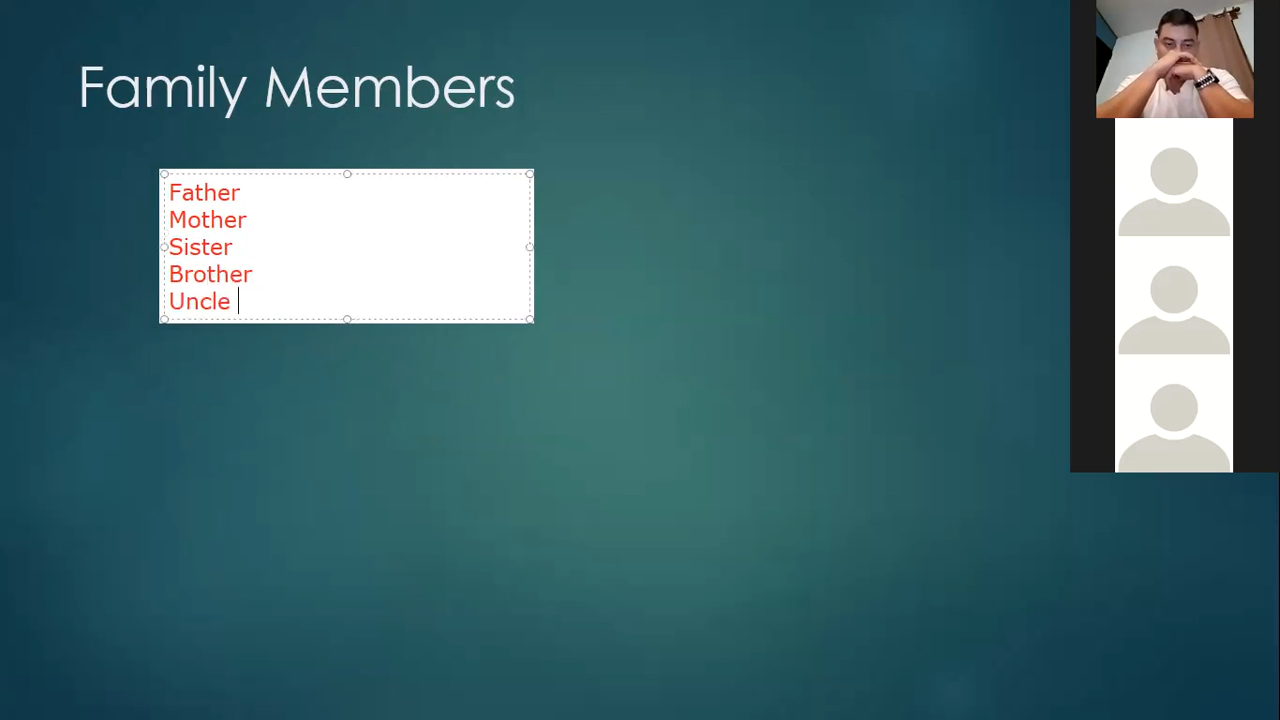 Family Members
Father
Mother
Sister
Brother
Uncle